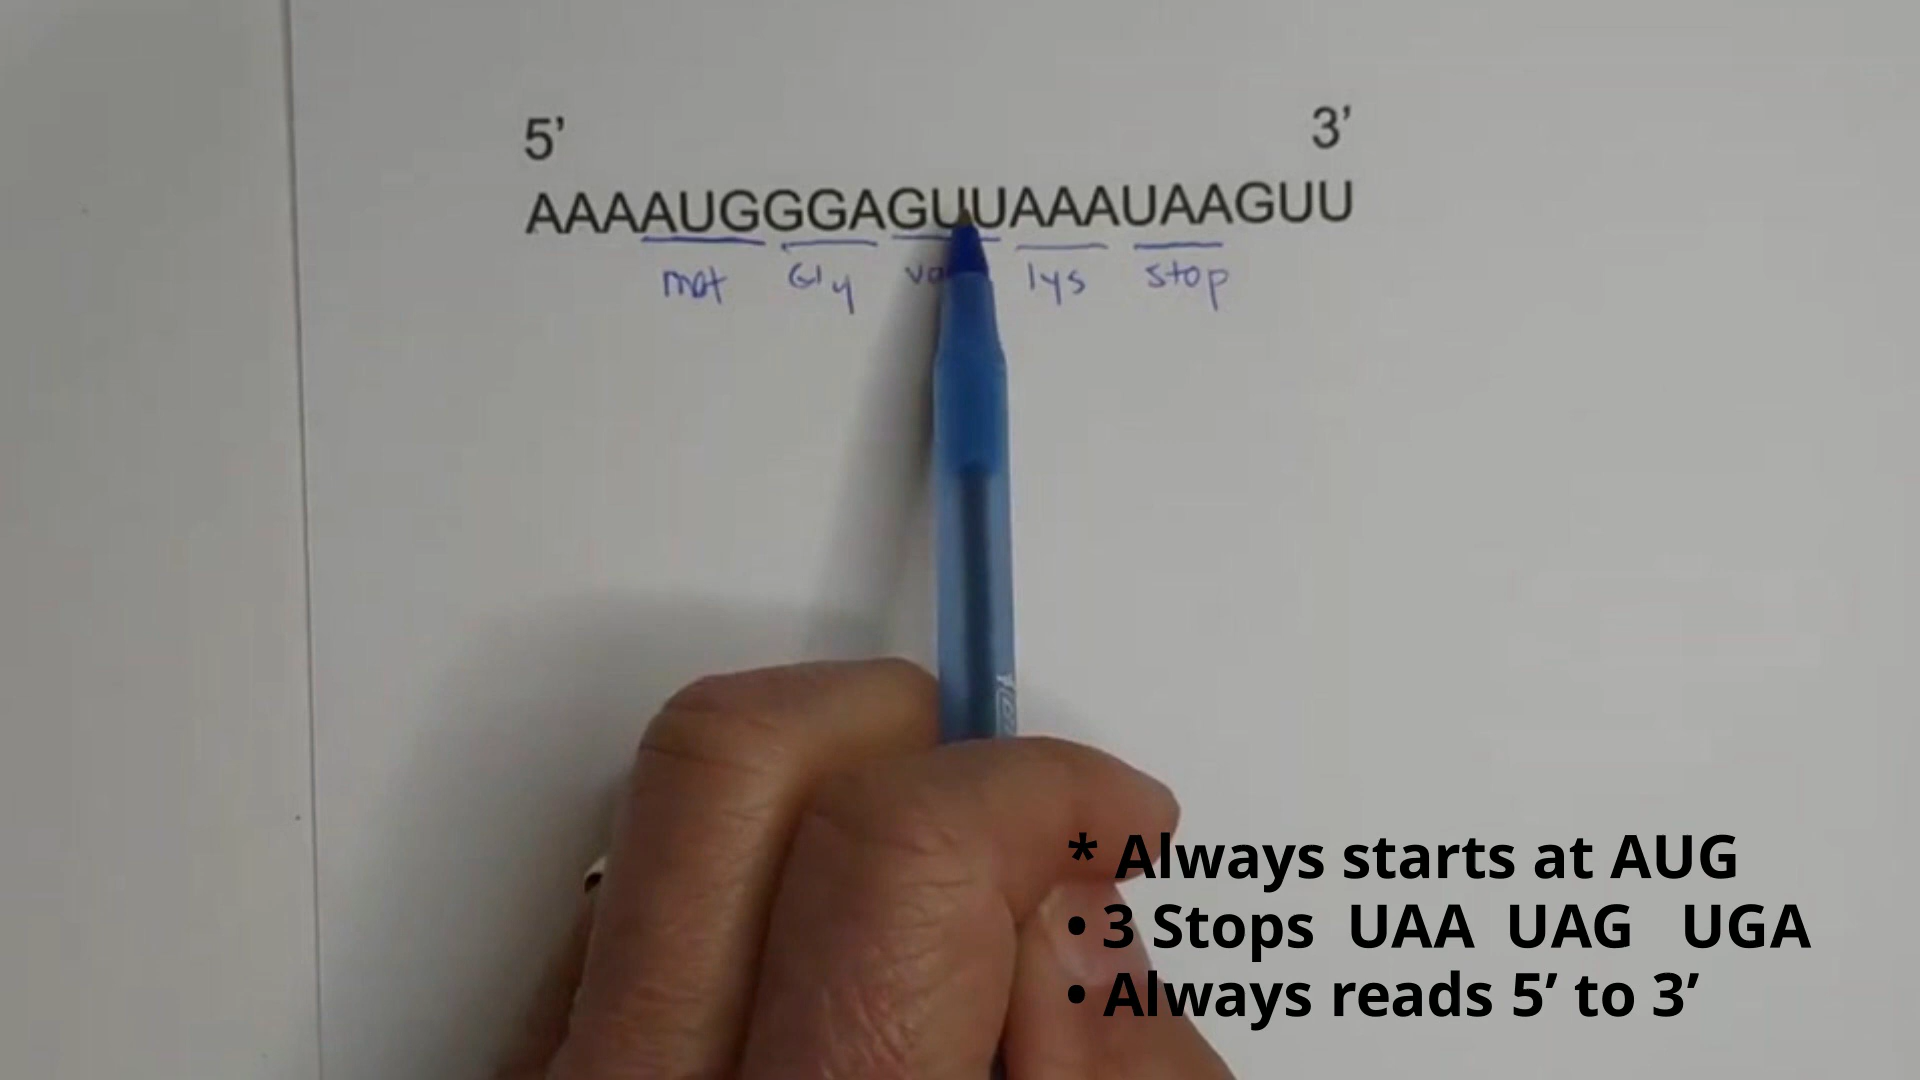 5’ 3’
AAAAUGGGAGUUAAAUAAGUU
met Gly lys stop
* Always starts at AUG
• 3 Stops UAA UAG UGA
• Always reads 5’ to 3’